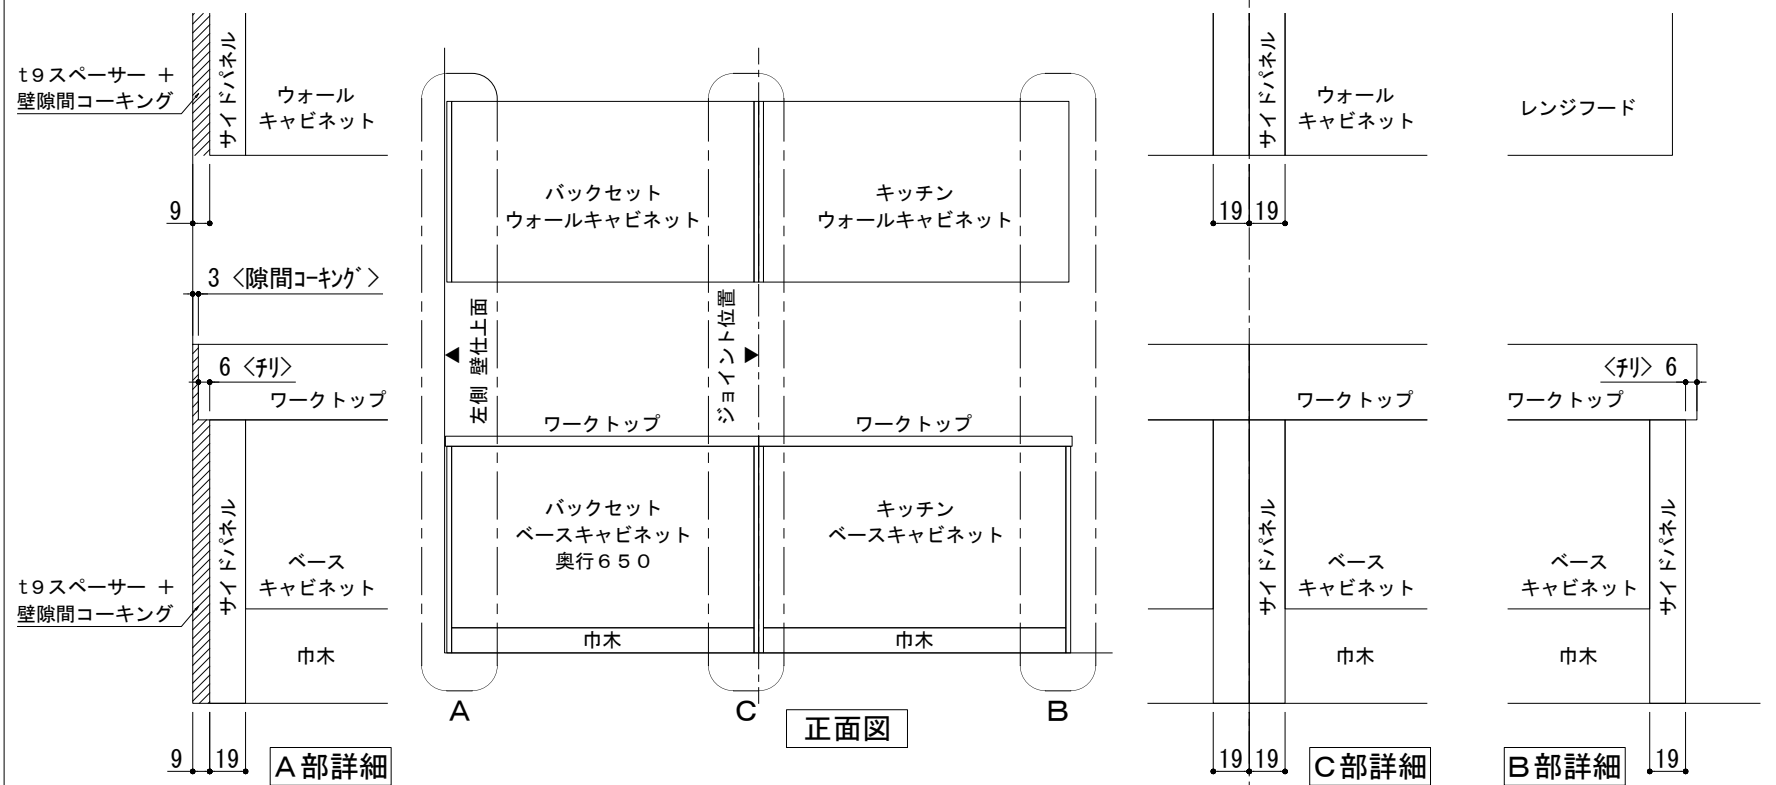 t9スペーサー +
壁隙間コーキング
サイドパネル
ウォール
キャビネット
9
3 <隙間コーキング>
6 <チリ>
ワークトップ
サイドパネル
ベース
キャビネット
t9スペーサー +
壁隙間コーキング
巾木
9
19
A部詳細
バックセット
ウォールキャビネット
キッチン
ウォールキャビネット
左側 壁仕上面
ジョイント位置
ワークトップ
ワークトップ
バックセット
ベースキャビネット
奥行650
キッチン
ベースキャビネット
巾木
巾木
A
C
B
正面図
サイドパネル
ウォール
キャビネット
19
19
ワークトップ
サイドパネル
ベース
キャビネット
巾木
19
19
C部詳細
レンジフード
<チリ> 6
ワークトップ
ベース
キャビネット
サイドパネル
巾木
19
B部詳細